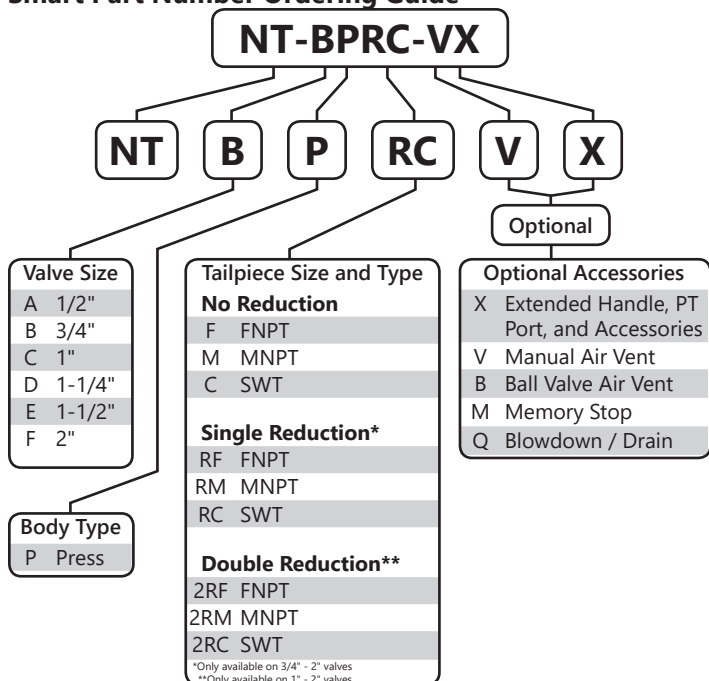 Smart Part Number Ordering Guide
NT-BPRC-VX
NT B P RC V X
Optional
Valve Size
A 1/2"
B 3/4"
C 1"
D 1-1/4"
E 1-1/2"
F 2"
Body Type
P Press
Tailpiece Size and Type
No Reduction
F FNPT
M MNPT
C SWT
Single Reduction*
RF FNPT
RM MNPT
RC SWT
Double Reduction**
2RF FNPT
2RM MNPT
2RC SWT
*Only available on 3/4" - 2" valves
**Only available on 1" - 2" valves
Optional Accessories
X Extended Handle, PT
Port, and Accessories
V Manual Air Vent
B Ball Valve Air Vent
M Memory Stop
Q Blowdown / Drain